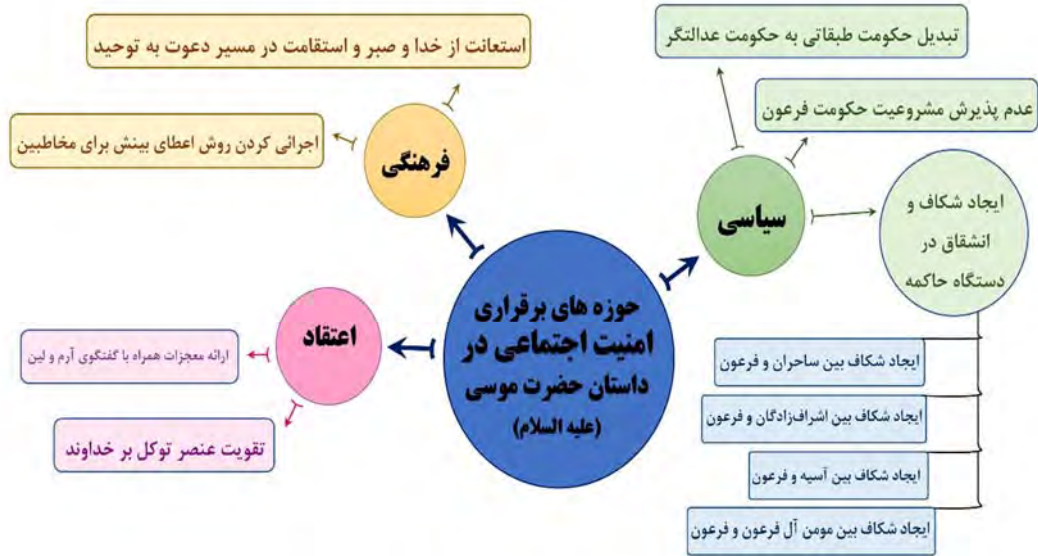 حوزه های برقراری
امنیت اجتماعی در
داستان حضرت موسی
(علیه السلام)
سیاسی
تبدیل حکومت طبقاتی به حکومت عدالتگر
عدم پذیرش مشروعیت حکومت فرعون
ایجاد شکاف و
انشقاق در
دستگاه حاکمه
ایجاد شکاف بین ساحران و فرعون
ایجاد شکاف بین اشراف‌زادگان و فرعون
ایجاد شکاف بین آسیه و فرعون
ایجاد شکاف بین مومن آل فرعون و فرعون
فرهنگی
استعانت از خدا و صبر و استقامت در مسیر دعوت به توحید
اجرائی کردن روش اعطای بینش برای مخاطبین
اعتقاد
ارائه معجزات همراه با گفتگوی آرم و لین
تقویت عنصر توکل بر خداوند